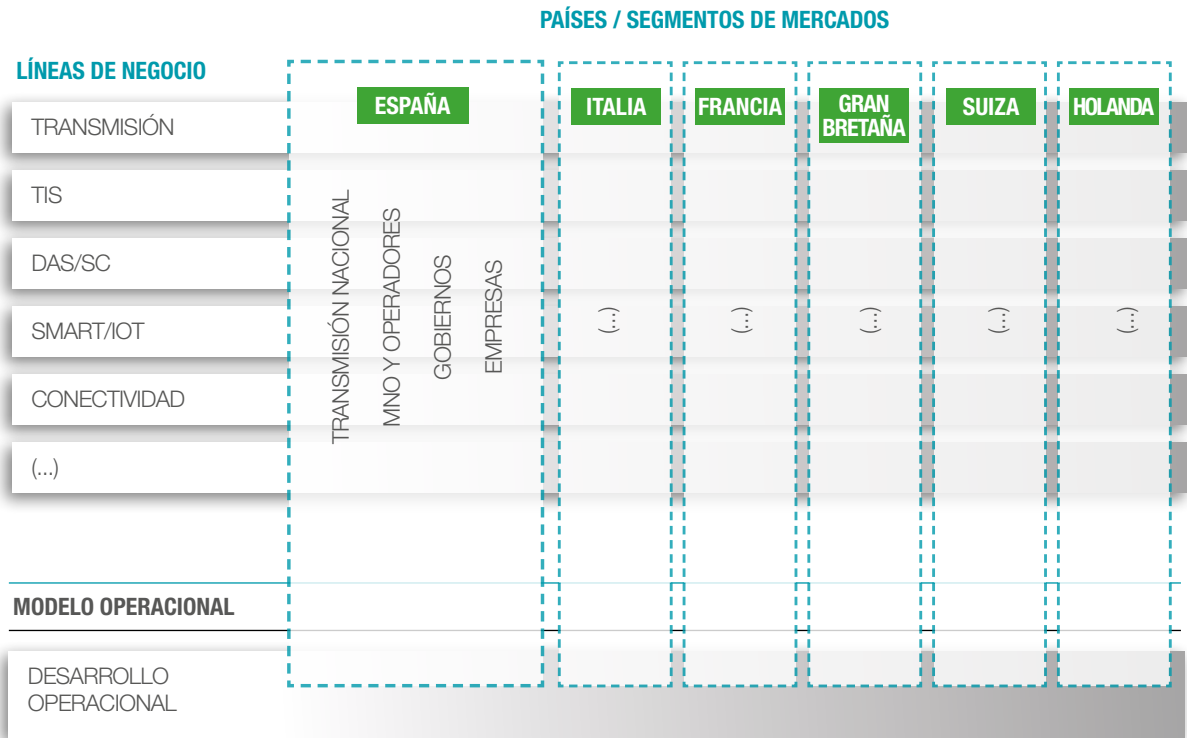 PAÍSES / SEGMENTOS DE MERCADOS
LÍNEAS DE NEGOCIO
ESPAÑA
ITALIA
FRANCIA
GRAN
BRETAÑA
SUIZA
HOLANDA
TRANSMISIÓN
TIS
DAS/SC
SMART/IOT
CONECTIVIDAD
(...)
TRANSMISIÓN NACIONAL
MNO Y OPERADORES
GOBIERNOS
EMPRESAS
(...)
(...)
(...)
(...)
(...)
MODELO OPERACIONAL
DESARROLLO
OPERACIONAL